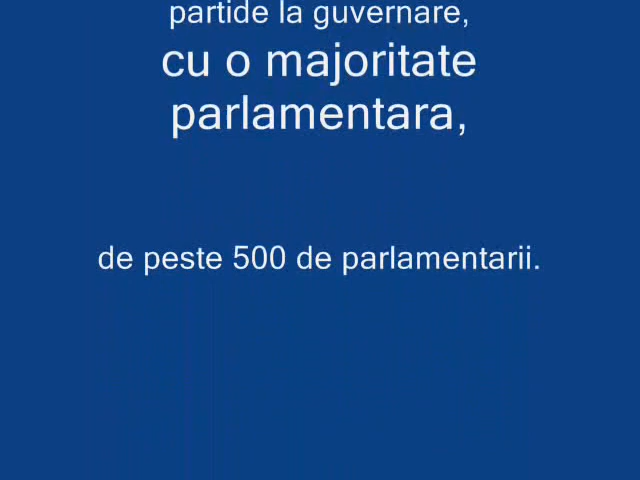 partide la guvernare,
cu o majoritate
parlamentara,
de peste 500 de parlamentarii.